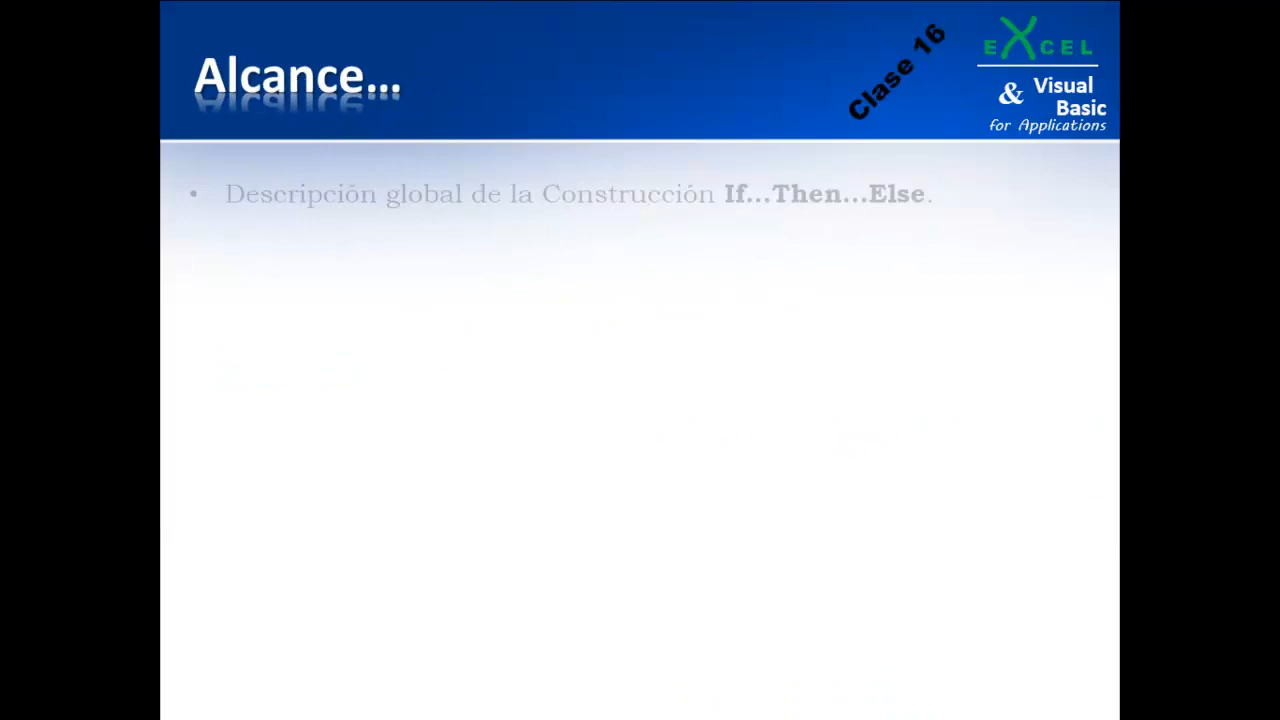 Alcance...
Clase 16
EXCEL
& Visual
Basic
for Applications
• Descripción global de la Construcción If...Then...Else.